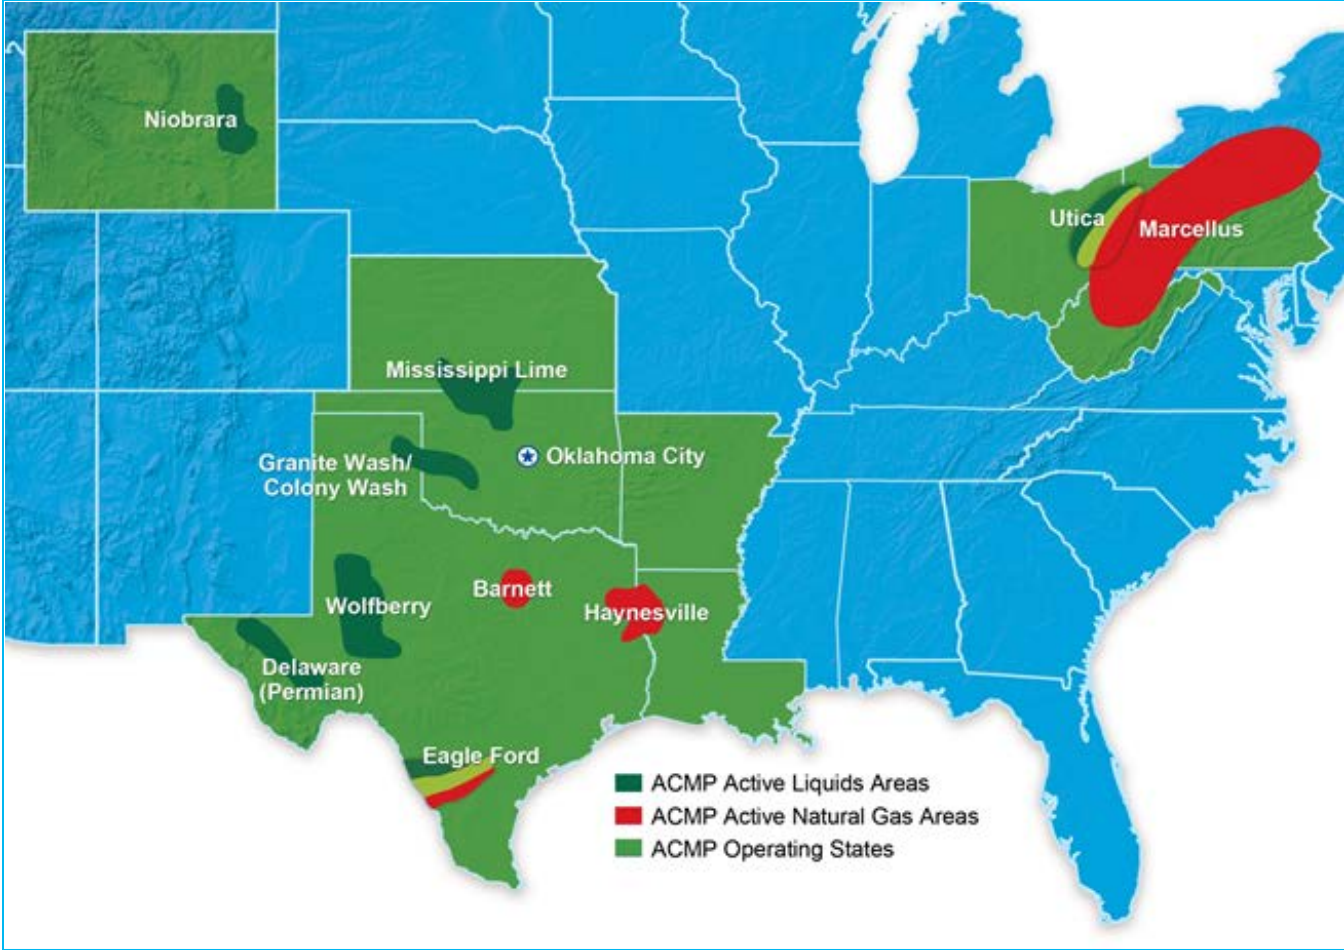 Niobrara
Utica
Marcellus
Mississippi Lime
Granite Wash/
Colony Wash
Oklahoma City
Barnett
Wolfberry
Haynesville
Delaware
(Permian)
Eagle Ford
ACMP Active Liquids Areas
ACMP Active Natural Gas Areas
ACMP Operating States